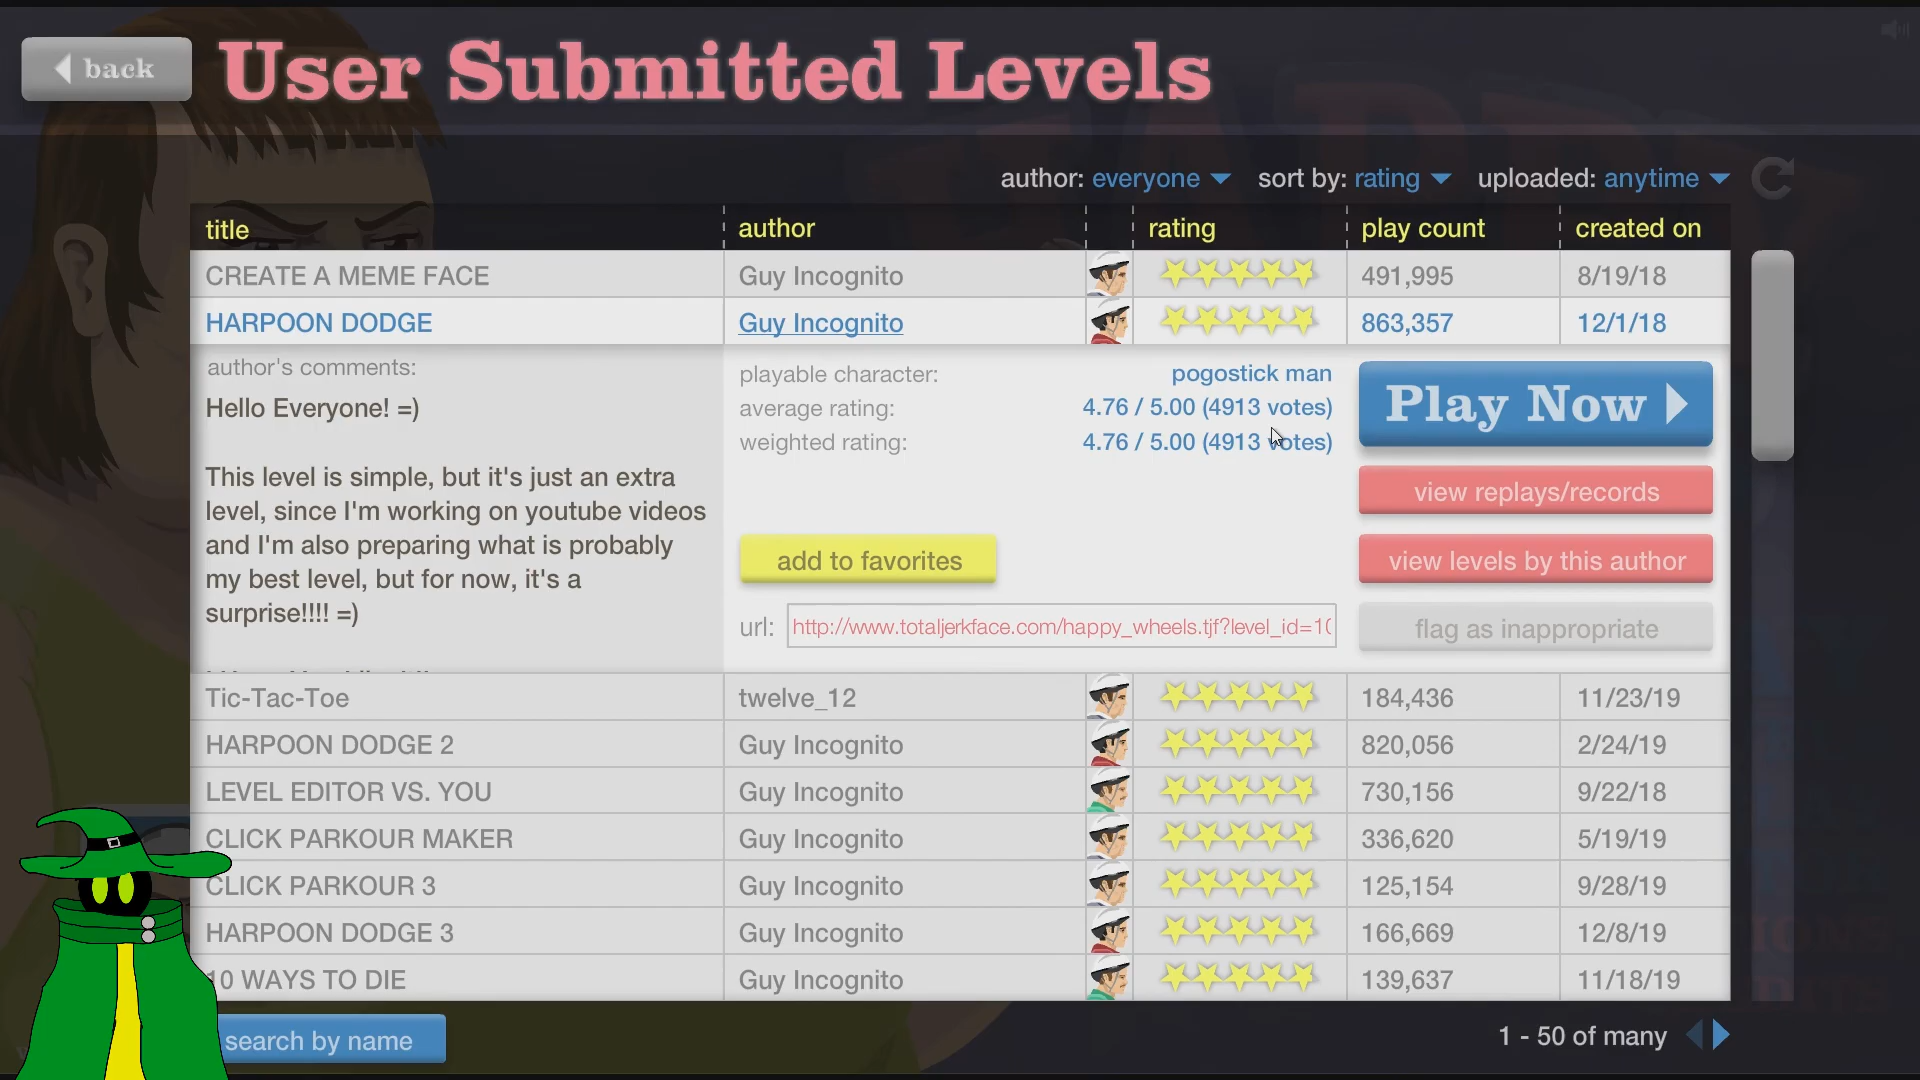 back
User Submitted Levels
author: everyone sort by: rating uploaded: anytime
title author rating play count created on
CREATE A MEME FACE Guy Incognito 491,995 8/19/18
HARPOON DODGE Guy Incognito 863,357 12/1/18
author's comments:
Hello Everyone! =)
This level is simple, but it's just an extra
level, since I'm working on youtube videos
and I'm also preparing what is probably
my best level, but for now, it's a
surprise!!!! =)
playable character: pogostick man
average rating: 4.76 / 5.00 (4913 votes)
weighted rating: 4.76 / 5.00 (4913 votes)
add to favorites
url: http://www.totaljerkface.com/happy_wheels.tjf?level_id=10
Play Now
view replays/records
view levels by this author
flag as inappropriate
Tic-Tac-Toe twelve_12 184,436 11/23/19
HARPOON DODGE 2 Guy Incognito 820,056 2/24/19
LEVEL EDITOR VS. YOU Guy Incognito 730,156 9/22/18
CLICK PARKOUR MAKER Guy Incognito 336,620 5/19/19
CLICK PARKOUR 3 Guy Incognito 125,154 9/28/19
HARPOON DODGE 3 Guy Incognito 166,669 12/8/19
10 WAYS TO DIE Guy Incognito 139,637 11/18/19
search by name
1 - 50 of many